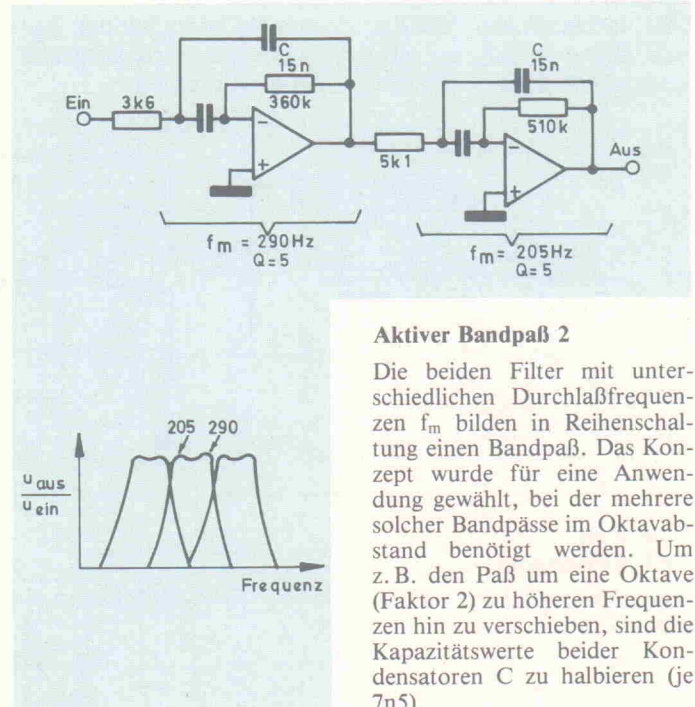 C
15n
360k
Ein
3k6
−
+
5k1
C
15n
510k
−
+
Aus
f_m = 290Hz
Q=5
f_m = 205Hz
Q=5
Aktiver Bandpaß 2
Die beiden Filter mit unter-
schiedlichen Durchlaßfrequen-
zen f_m bilden in Reihenschal-
tung einen Bandpaß. Das Kon-
zept wurde für eine Anwen-
dung gewählt, bei der mehrere
solcher Bandpässe im Oktavab-
stand benötigt werden. Um
z. B. den Paß um eine Oktave
(Faktor 2) zu höheren Frequen-
zen hin zu verschieben, sind die
Kapazitätswerte beider Kon-
densatoren C zu halbieren (je
7n5)
205 290
u_aus
u_ein
Frequenz